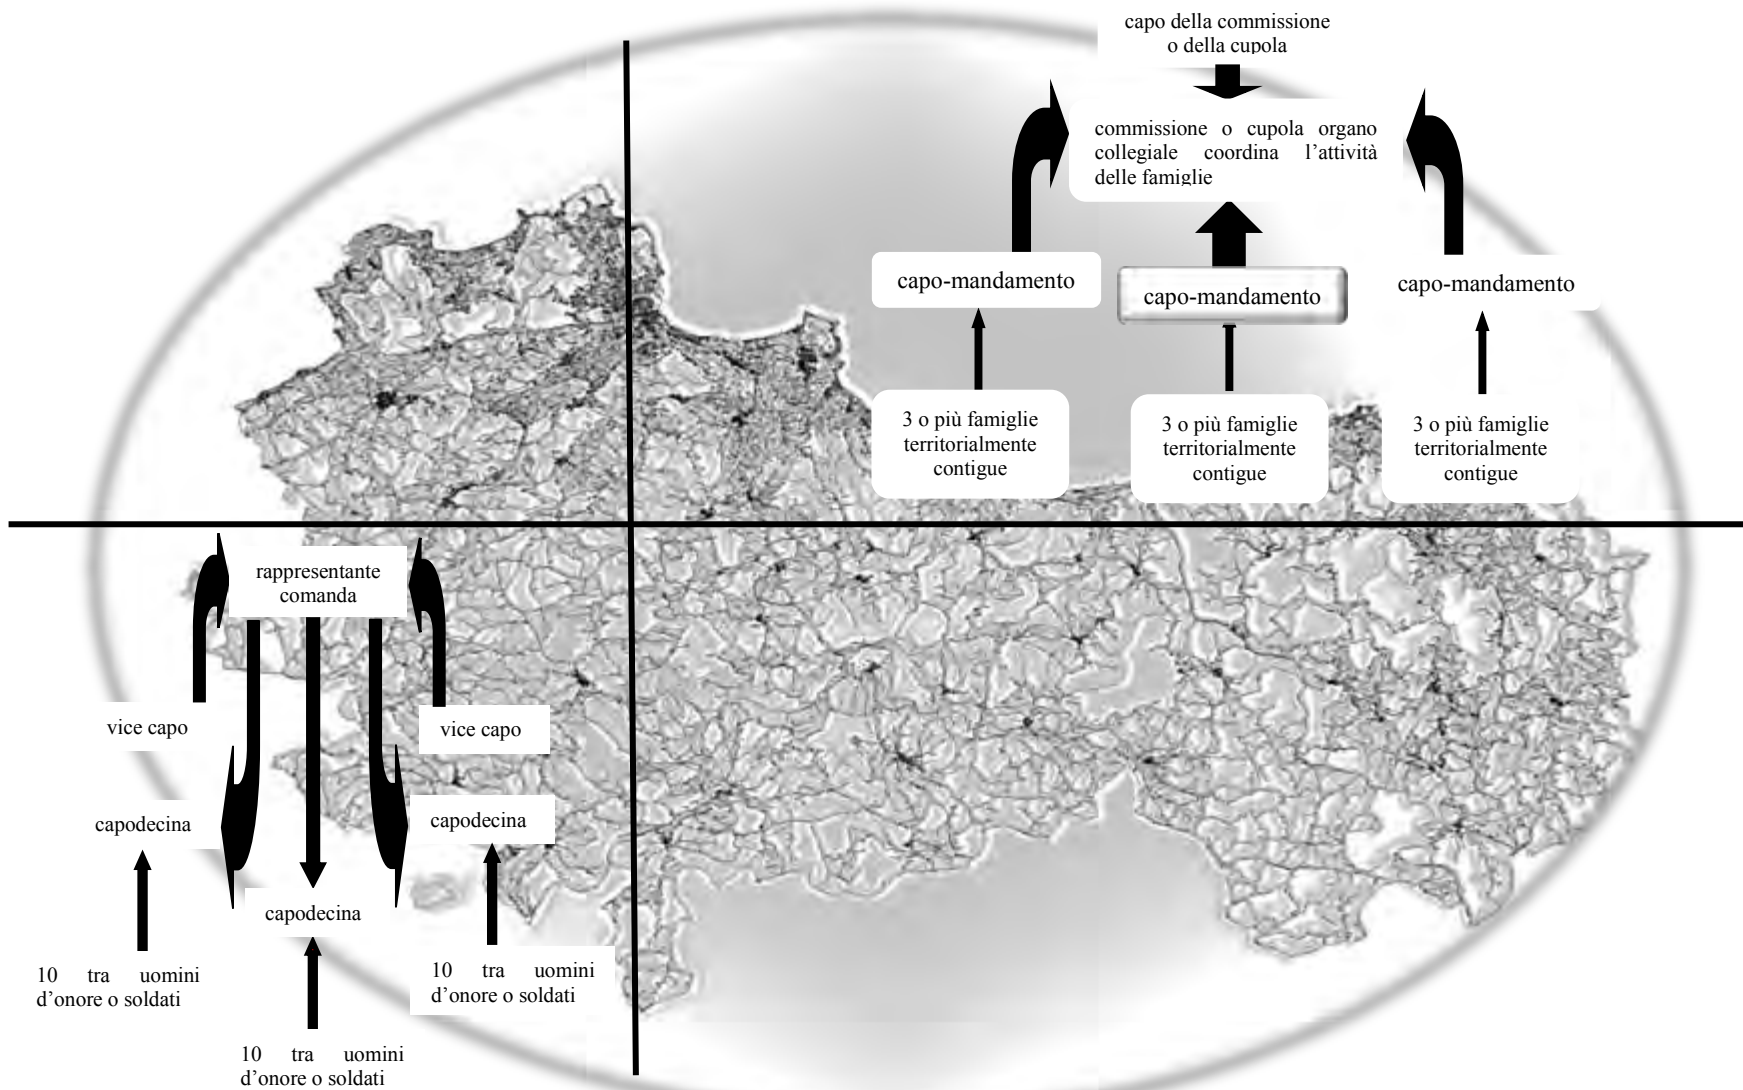 capo della commissione
o della cupola
commissione o cupola organo
collegiale coordina l’attività
delle famiglie
capo-mandamento
capo-mandamento
capo-mandamento
3 o più famiglie
territorialmente
contigue
3 o più famiglie
territorialmente
contigue
3 o più famiglie
territorialmente
contigue
rappresentante
comanda
vice capo
vice capo
capodecina
capodecina
capodecina
10 tra uomini
d’onore o soldati
10 tra uomini
d’onore o soldati
10 tra uomini
d’onore o soldati